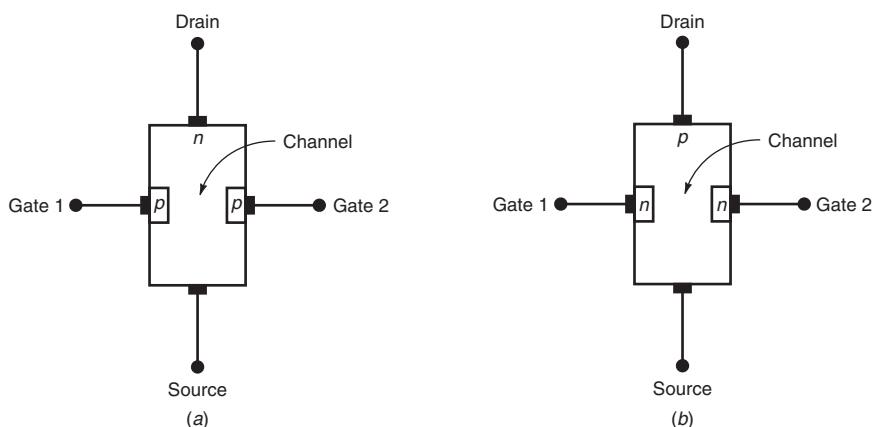 Drain
n
Channel
Gate 1
p
p
Gate 2
Source
(a)
Drain
p
Channel
Gate 1
n
n
Gate 2
Source
(b)